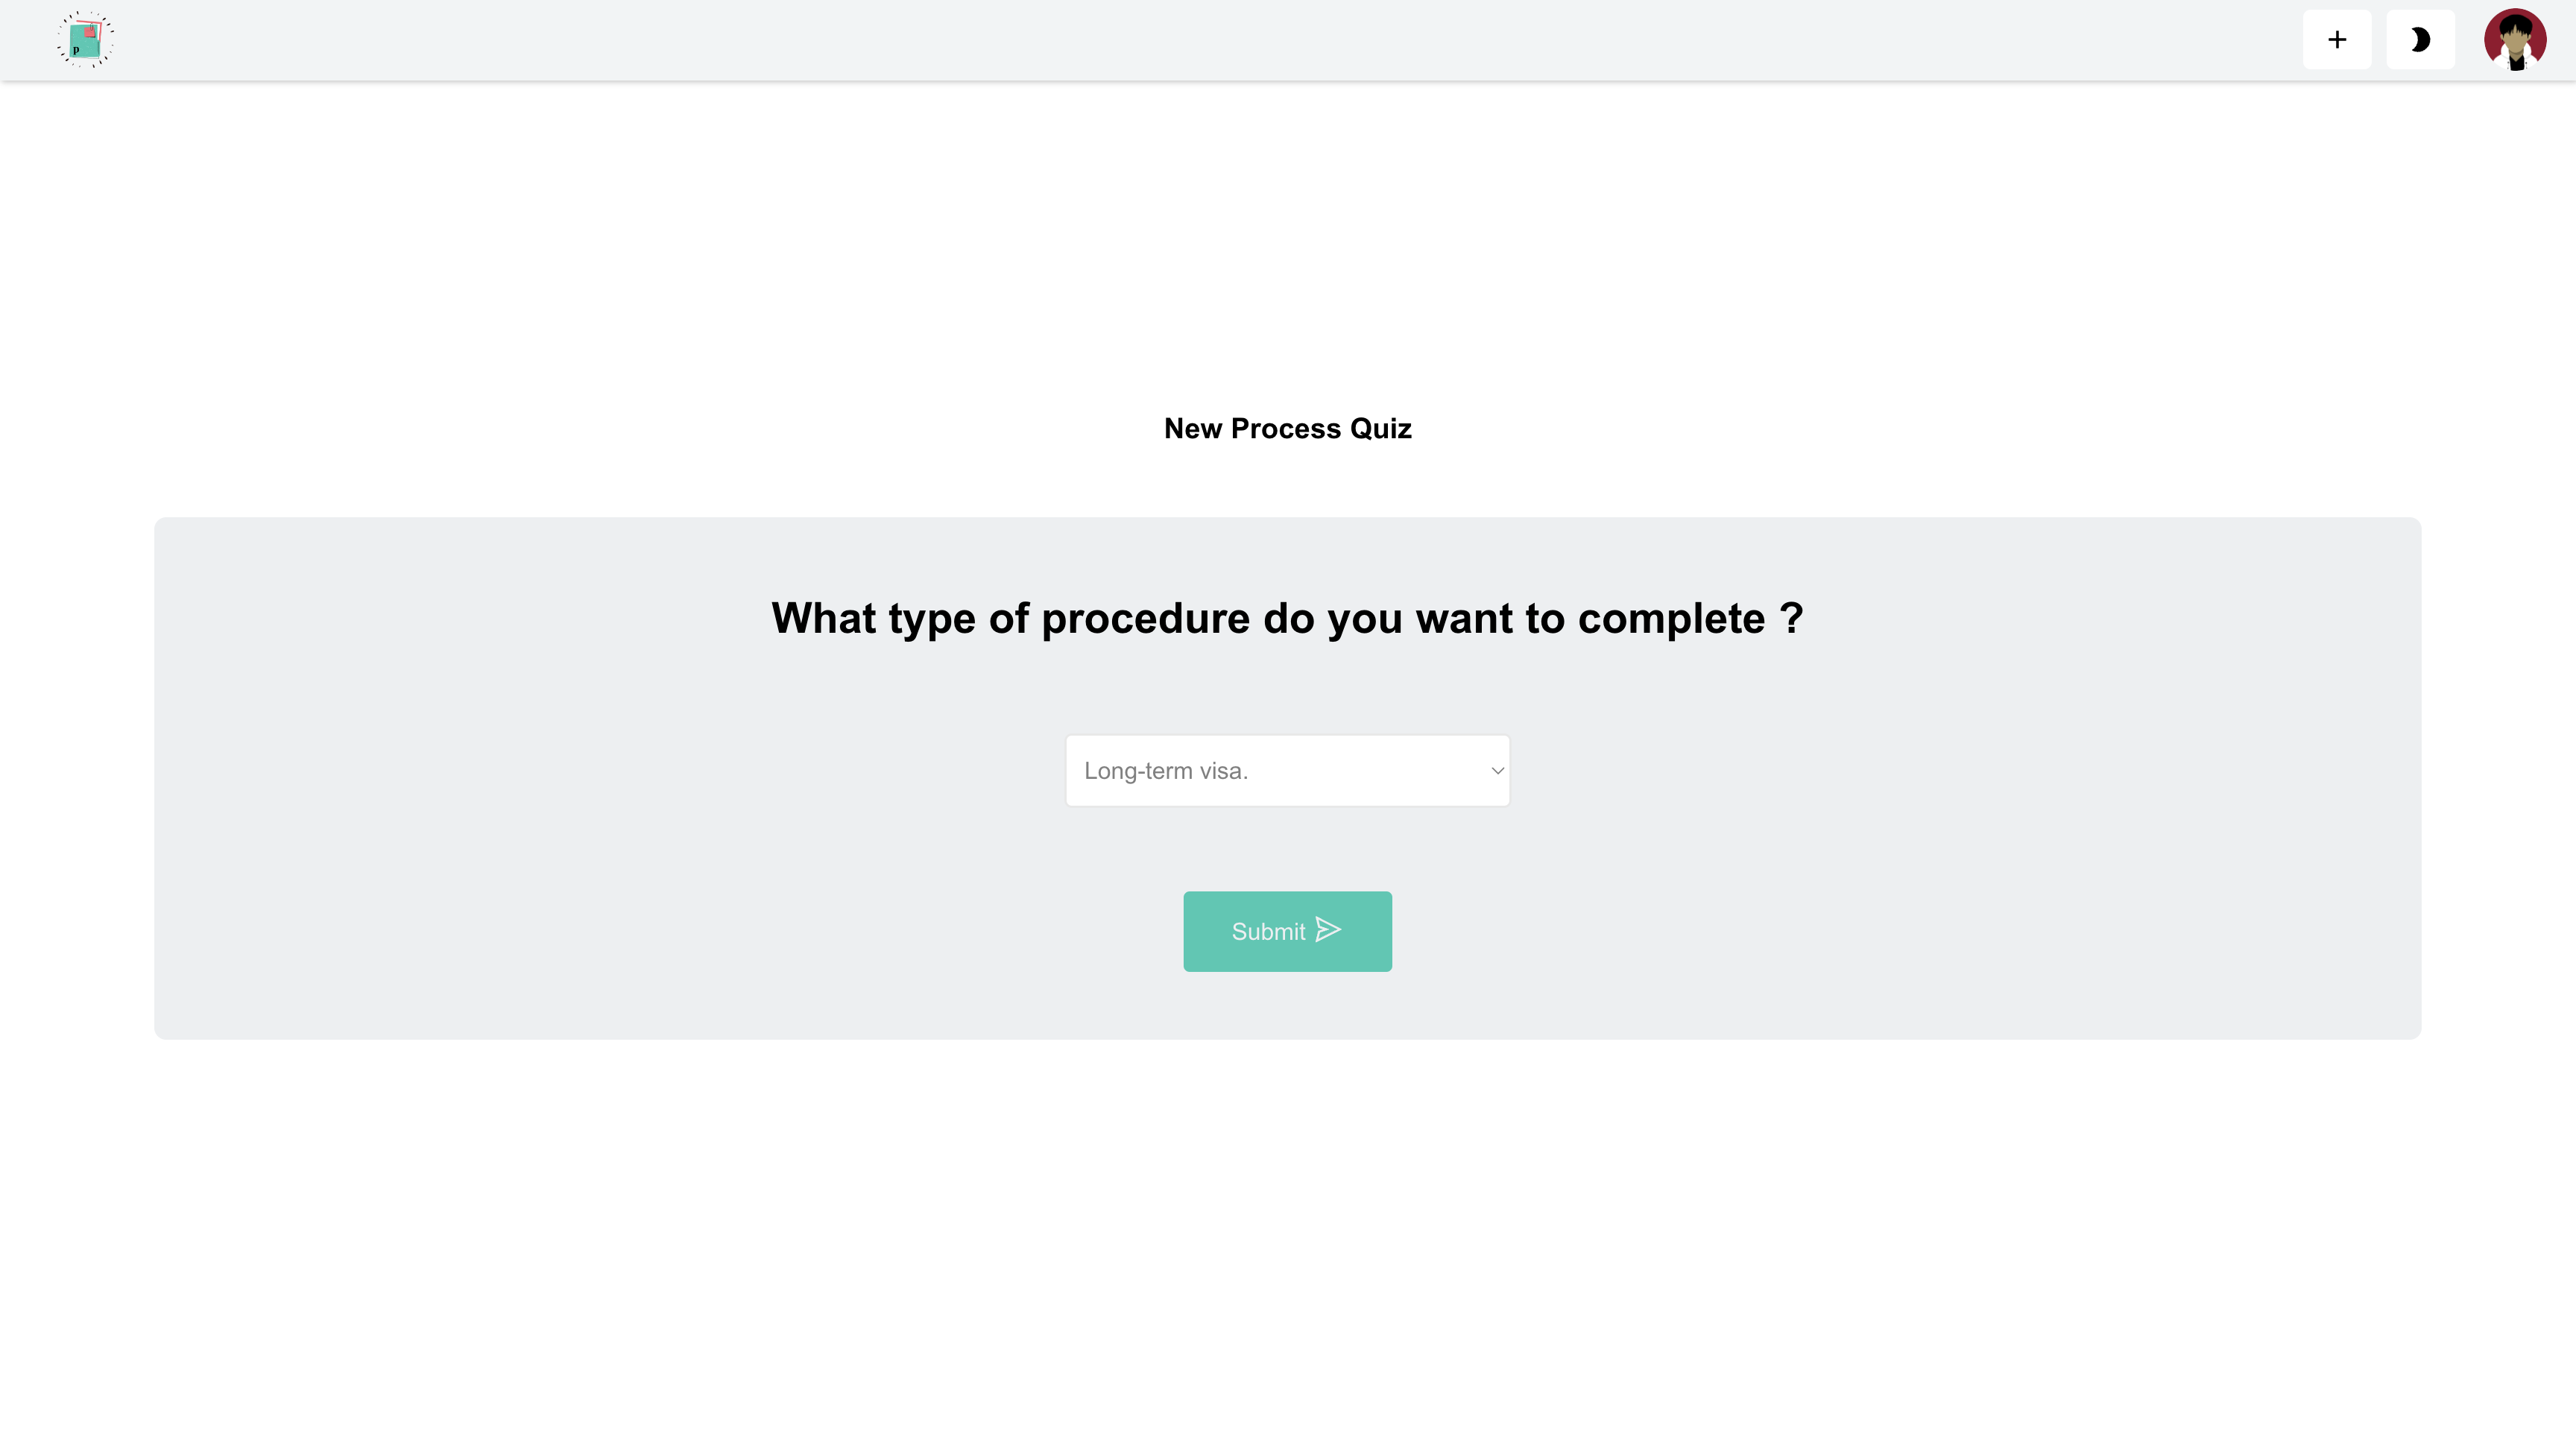 p
New Process Quiz
What type of procedure do you want to complete ?
Long-term visa.
Submit